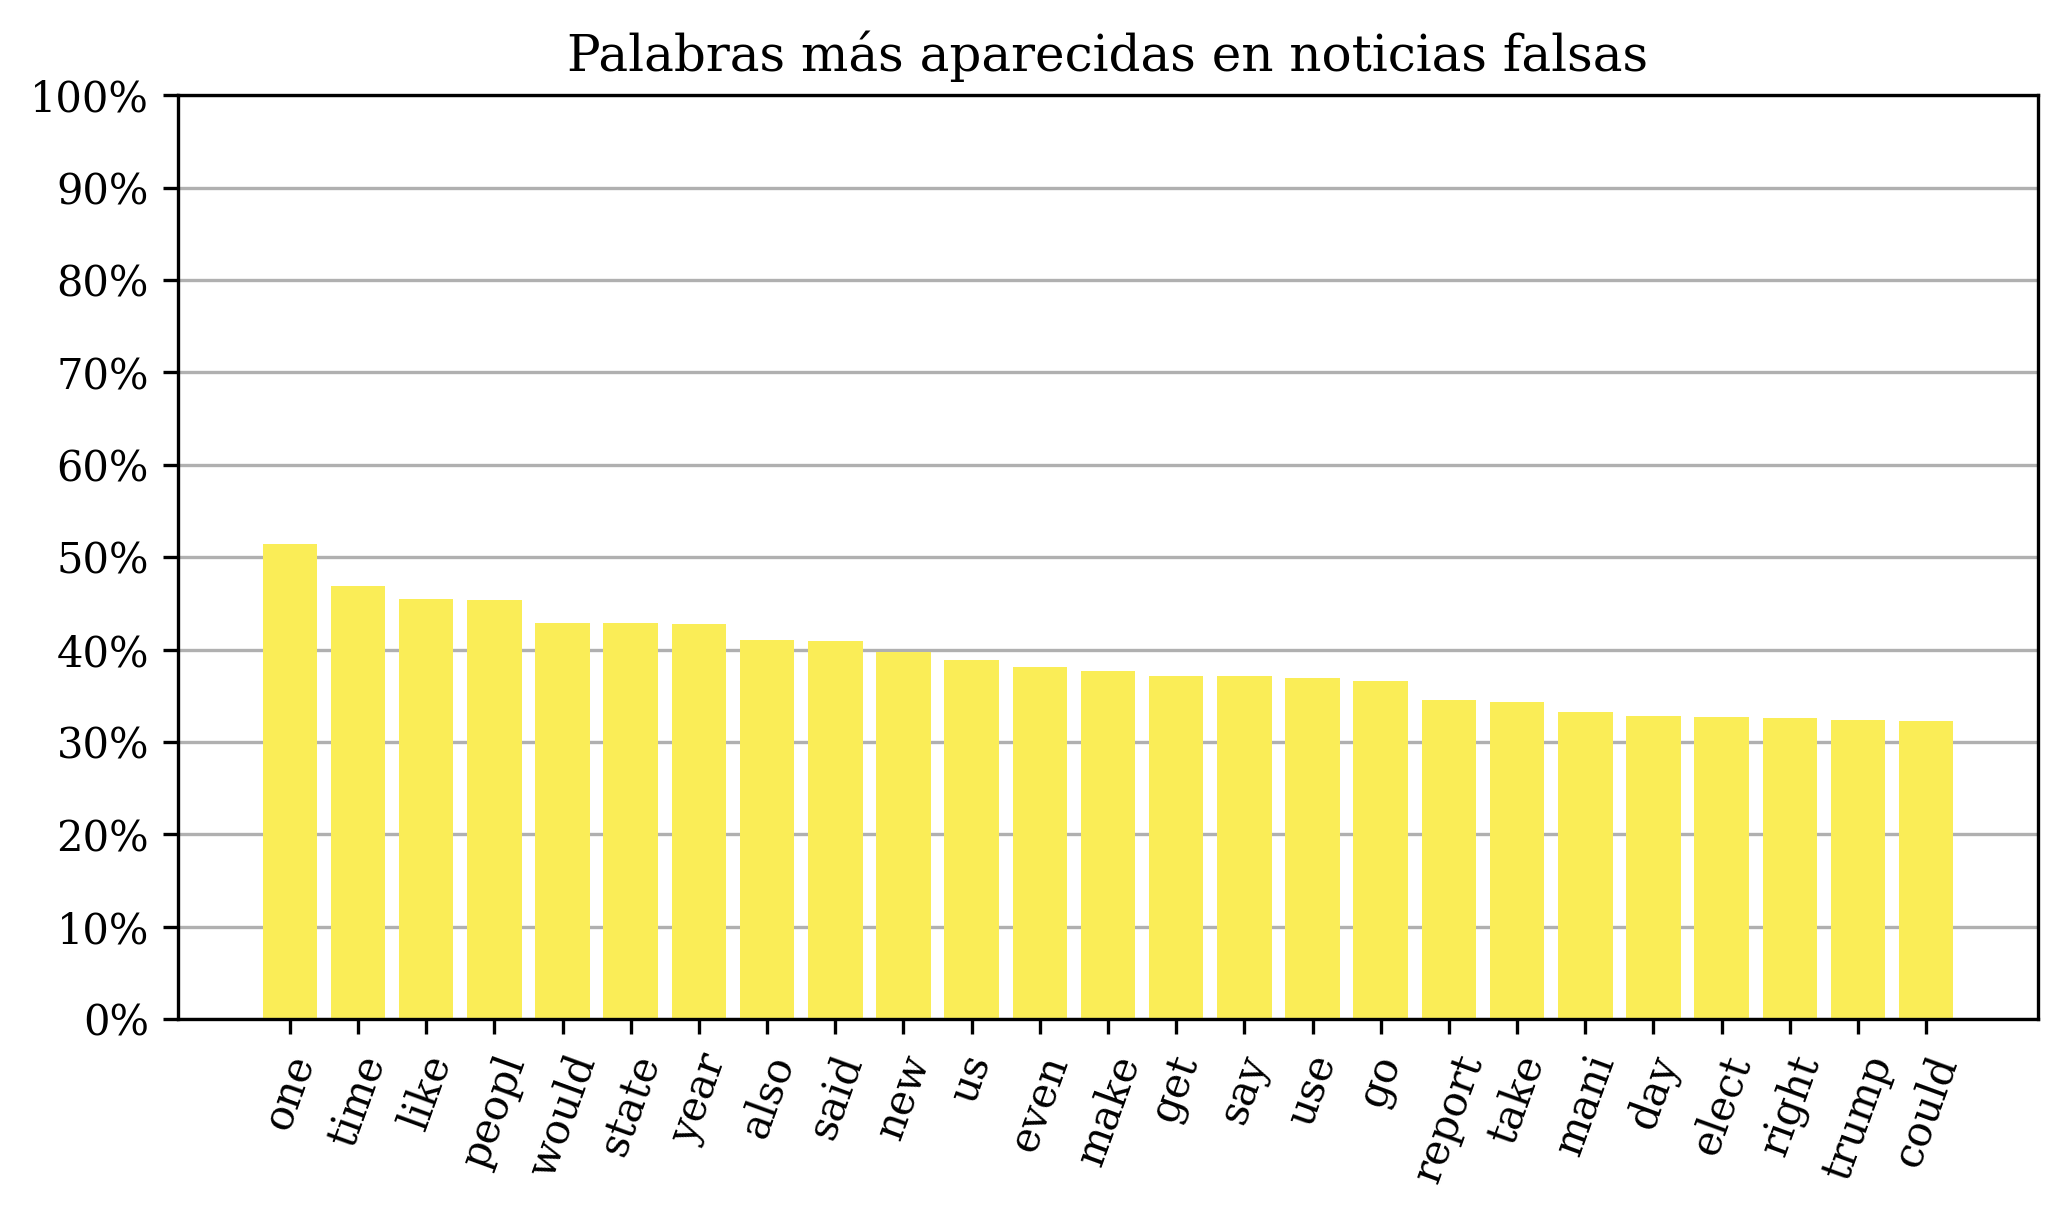 Palabras más aparecidas en noticias falsas
100%
90%
80%
70%
60%
50%
40%
30%
20%
10%
0%
one
time
like
peopl
would
state
year
also
said
new
us
even
make
get
say
use
go
report
take
mani
day
elect
right
trump
could